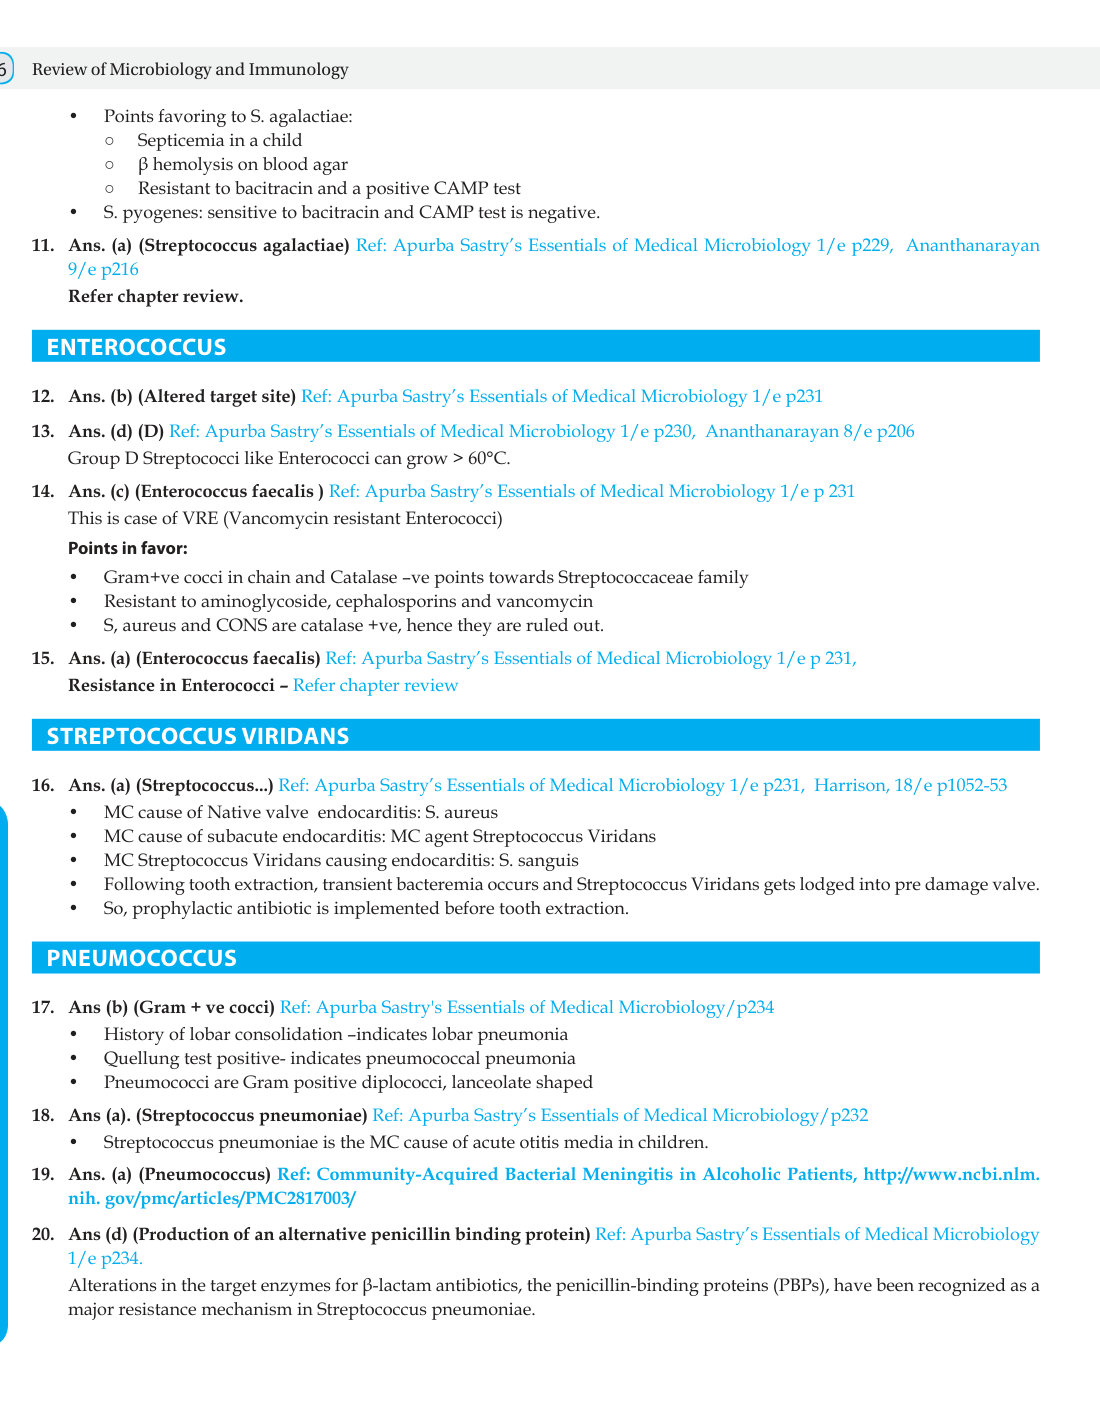 6 Review of Microbiology and Immunology
• Points favoring to S. agalactiae:
○ Septicemia in a child
○ β hemolysis on blood agar
○ Resistant to bacitracin and a positive CAMP test
• S. pyogenes: sensitive to bacitracin and CAMP test is negative.
11. Ans. (a) (Streptococcus agalactiae) Ref: Apurba Sastry’s Essentials of Medical Microbiology 1/e p229, Ananthanarayan
9/e p216
Refer chapter review.
ENTEROCOCCUS
12. Ans. (b) (Altered target site) Ref: Apurba Sastry’s Essentials of Medical Microbiology 1/e p231
13. Ans. (d) (D) Ref: Apurba Sastry’s Essentials of Medical Microbiology 1/e p230, Ananthanarayan 8/e p206
Group D Streptococci like Enterococci can grow > 60°C.
14. Ans. (c) (Enterococcus faecalis ) Ref: Apurba Sastry’s Essentials of Medical Microbiology 1/e p 231
This is case of VRE (Vancomycin resistant Enterococci)
Points in favor:
• Gram+ve cocci in chain and Catalase –ve points towards Streptococcaceae family
• Resistant to aminoglycoside, cephalosporins and vancomycin
• S, aureus and CONS are catalase +ve, hence they are ruled out.
15. Ans. (a) (Enterococcus faecalis) Ref: Apurba Sastry’s Essentials of Medical Microbiology 1/e p 231,
Resistance in Enterococci – Refer chapter review
STREPTOCOCCUS VIRIDANS
16. Ans. (a) (Streptococcus...) Ref: Apurba Sastry’s Essentials of Medical Microbiology 1/e p231, Harrison, 18/e p1052-53
• MC cause of Native valve endocarditis: S. aureus
• MC cause of subacute endocarditis: MC agent Streptococcus Viridans
• MC Streptococcus Viridans causing endocarditis: S. sanguis
• Following tooth extraction, transient bacteremia occurs and Streptococcus Viridans gets lodged into pre damage valve.
• So, prophylactic antibiotic is implemented before tooth extraction.
PNEUMOCOCCUS
17. Ans (b) (Gram + ve cocci) Ref: Apurba Sastry's Essentials of Medical Microbiology/p234
• History of lobar consolidation –indicates lobar pneumonia
• Quellung test positive- indicates pneumococcal pneumonia
• Pneumococci are Gram positive diplococci, lanceolate shaped
18. Ans (a). (Streptococcus pneumoniae) Ref: Apurba Sastry’s Essentials of Medical Microbiology/p232
• Streptococcus pneumoniae is the MC cause of acute otitis media in children.
19. Ans. (a) (Pneumococcus) Ref: Community-Acquired Bacterial Meningitis in Alcoholic Patients, http://www.ncbi.nlm.
nih. gov/pmc/articles/PMC2817003/
20. Ans (d) (Production of an alternative penicillin binding protein) Ref: Apurba Sastry’s Essentials of Medical Microbiology
1/e p234.
Alterations in the target enzymes for β-lactam antibiotics, the penicillin-binding proteins (PBPs), have been recognized as a
major resistance mechanism in Streptococcus pneumoniae.